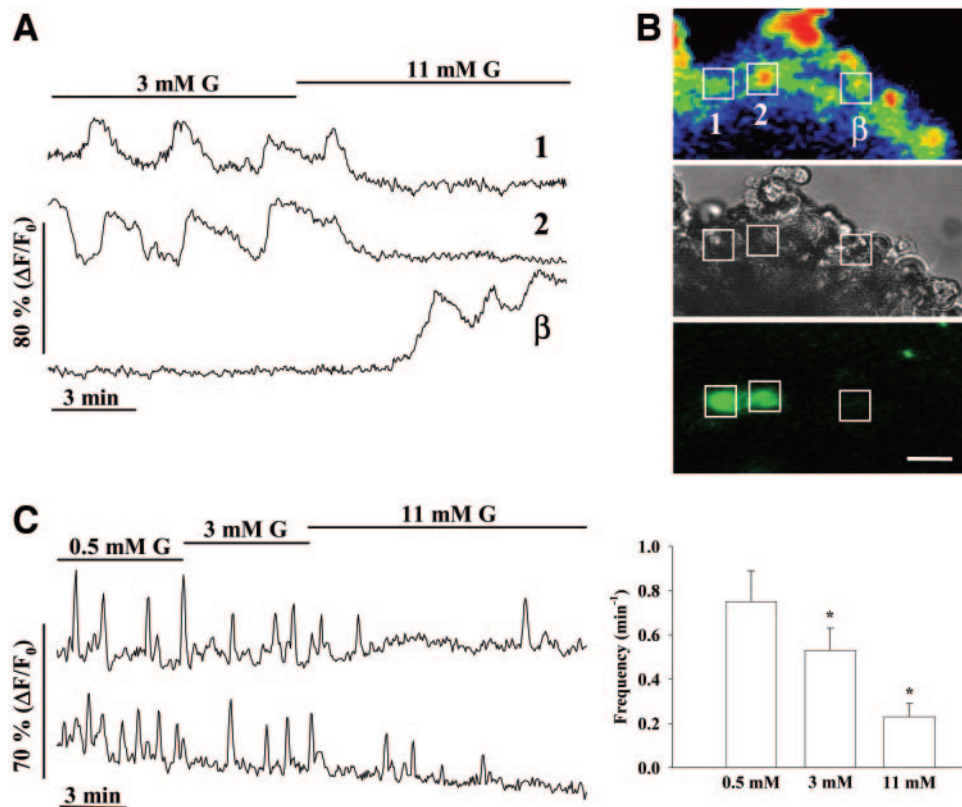 A
3 mM G
11 mM G
1
2
β
80 % (ΔF/F0)
3 min
B
1
2
β
C
0.5 mM G
3 mM G
11 mM G
70 % (ΔF/F0)
3 min
Frequency (min-1)
1.0
0.8
0.6
0.4
0.2
0.0
*
*
0.5 mM
3 mM
11 mM